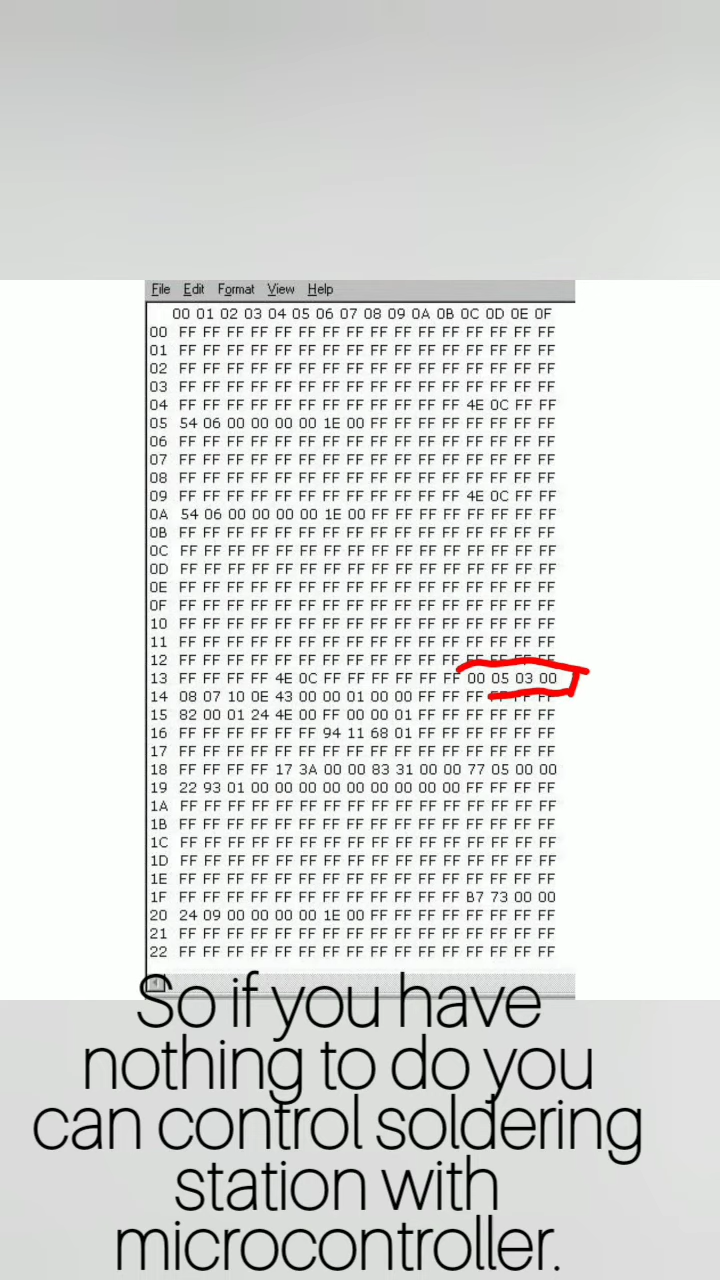 File Edit Format View Help
00 01 02 03 04 05 06 07 08 09 0A 0B 0C 0D 0E 0F
00 FF FF FF FF FF FF FF FF FF FF FF FF FF FF FF FF
01 FF FF FF FF FF FF FF FF FF FF FF FF FF FF FF FF
02 FF FF FF FF FF FF FF FF FF FF FF FF FF FF FF FF
03 FF FF FF FF FF FF FF FF FF FF FF FF FF FF FF FF
04 FF FF FF FF FF FF FF FF FF FF FF FF 4E 0C FF FF
05 54 06 00 00 00 00 1E 00 FF FF FF FF FF FF FF FF
06 FF FF FF FF FF FF FF FF FF FF FF FF FF FF FF FF
07 FF FF FF FF FF FF FF FF FF FF FF FF FF FF FF FF
08 FF FF FF FF FF FF FF FF FF FF FF FF FF FF FF FF
09 FF FF FF FF FF FF FF FF FF FF FF FF 4E 0C FF FF
0A 54 06 00 00 00 00 1E 00 FF FF FF FF FF FF FF FF
0B FF FF FF FF FF FF FF FF FF FF FF FF FF FF FF FF
0C FF FF FF FF FF FF FF FF FF FF FF FF FF FF FF FF
0D FF FF FF FF FF FF FF FF FF FF FF FF FF FF FF FF
0E FF FF FF FF FF FF FF FF FF FF FF FF FF FF FF FF
0F FF FF FF FF FF FF FF FF FF FF FF FF FF FF FF FF
10 FF FF FF FF FF FF FF FF FF FF FF FF FF FF FF FF
11 FF FF FF FF FF FF FF FF FF FF FF FF FF FF FF FF
12 FF FF FF FF FF FF FF FF FF FF FF FF FF FF FF FF
13 FF FF FF FF 4E 0C FF FF FF FF FF FF 00 05 03 00
14 08 07 10 0E 43 00 00 01 00 00 FF FF FF FF FF FF
15 82 00 01 24 4E 00 FF 00 00 01 FF FF FF FF FF FF
16 FF FF FF FF FF FF 94 11 68 01 FF FF FF FF FF FF
17 FF FF FF FF FF FF FF FF FF FF FF FF FF FF FF FF
18 FF FF FF FF 17 3A 00 00 83 31 00 00 77 05 00 00
19 22 93 01 00 00 00 00 00 00 00 00 00 FF FF FF FF
1A FF FF FF FF FF FF FF FF FF FF FF FF FF FF FF FF
1B FF FF FF FF FF FF FF FF FF FF FF FF FF FF FF FF
1C FF FF FF FF FF FF FF FF FF FF FF FF FF FF FF FF
1D FF FF FF FF FF FF FF FF FF FF FF FF FF FF FF FF
1E FF FF FF FF FF FF FF FF FF FF FF FF FF FF FF FF
1F FF FF FF FF FF FF FF FF FF FF FF FF B7 73 00 00
20 24 09 00 00 00 00 1E 00 FF FF FF FF FF FF FF FF
21 FF FF FF FF FF FF FF FF FF FF FF FF FF FF FF FF
22 FF FF FF FF FF FF FF FF FF FF FF FF FF FF FF FF
So if you have
nothing to do you
can control soldering
station with
microcontroller.